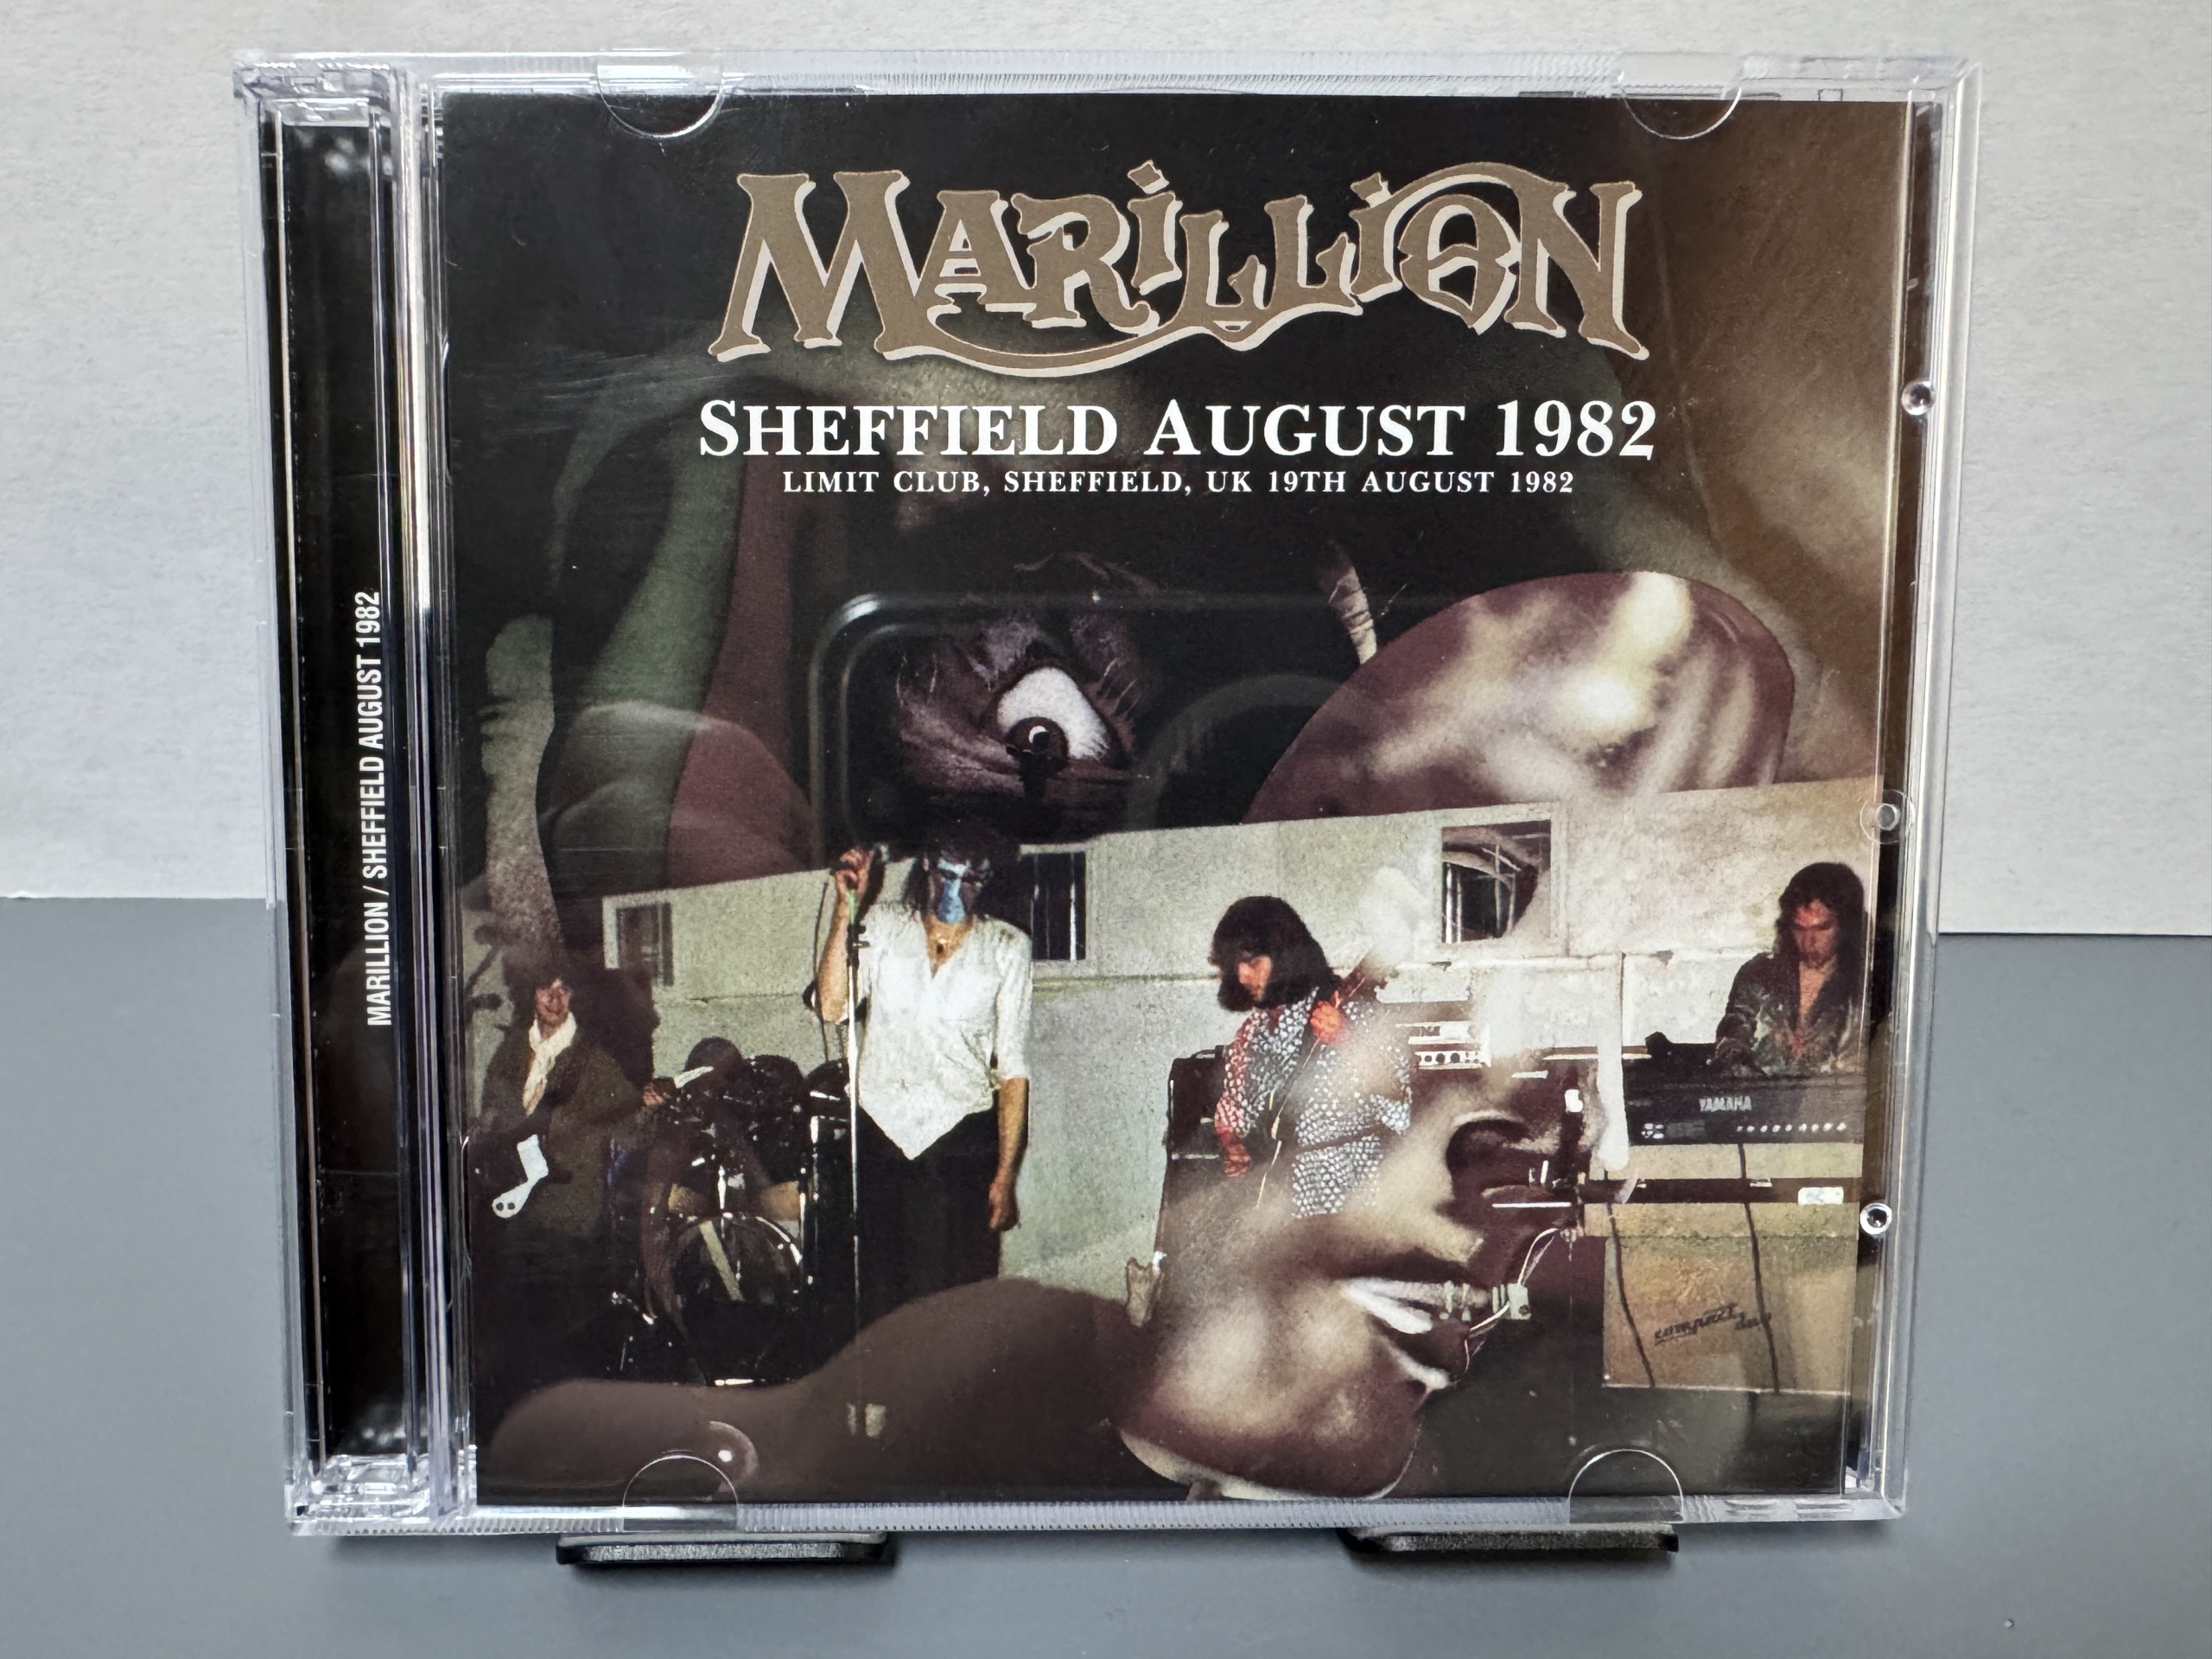 MARILLION
SHEFFIELD AUGUST 1982
LIMIT CLUB, SHEFFIELD, UK 19TH AUGUST 1982
MARILLION / SHEFFIELD AUGUST 1982
YAMAHA